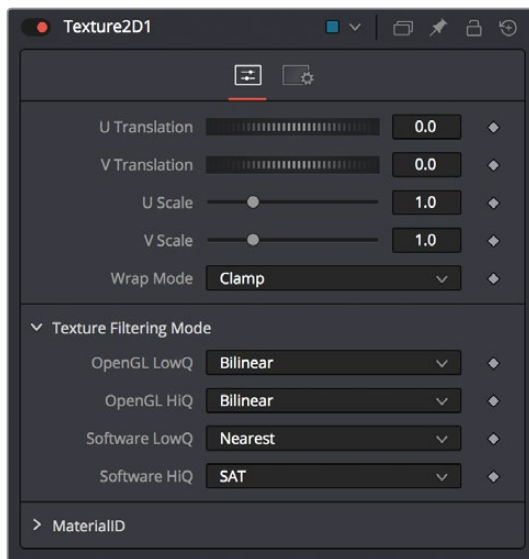 Texture2D1
U Translation 0.0
V Translation 0.0
U Scale 1.0
V Scale 1.0
Wrap Mode Clamp
Texture Filtering Mode
OpenGL LowQ Bilinear
OpenGL HiQ Bilinear
Software LowQ Nearest
Software HiQ SAT
MaterialID